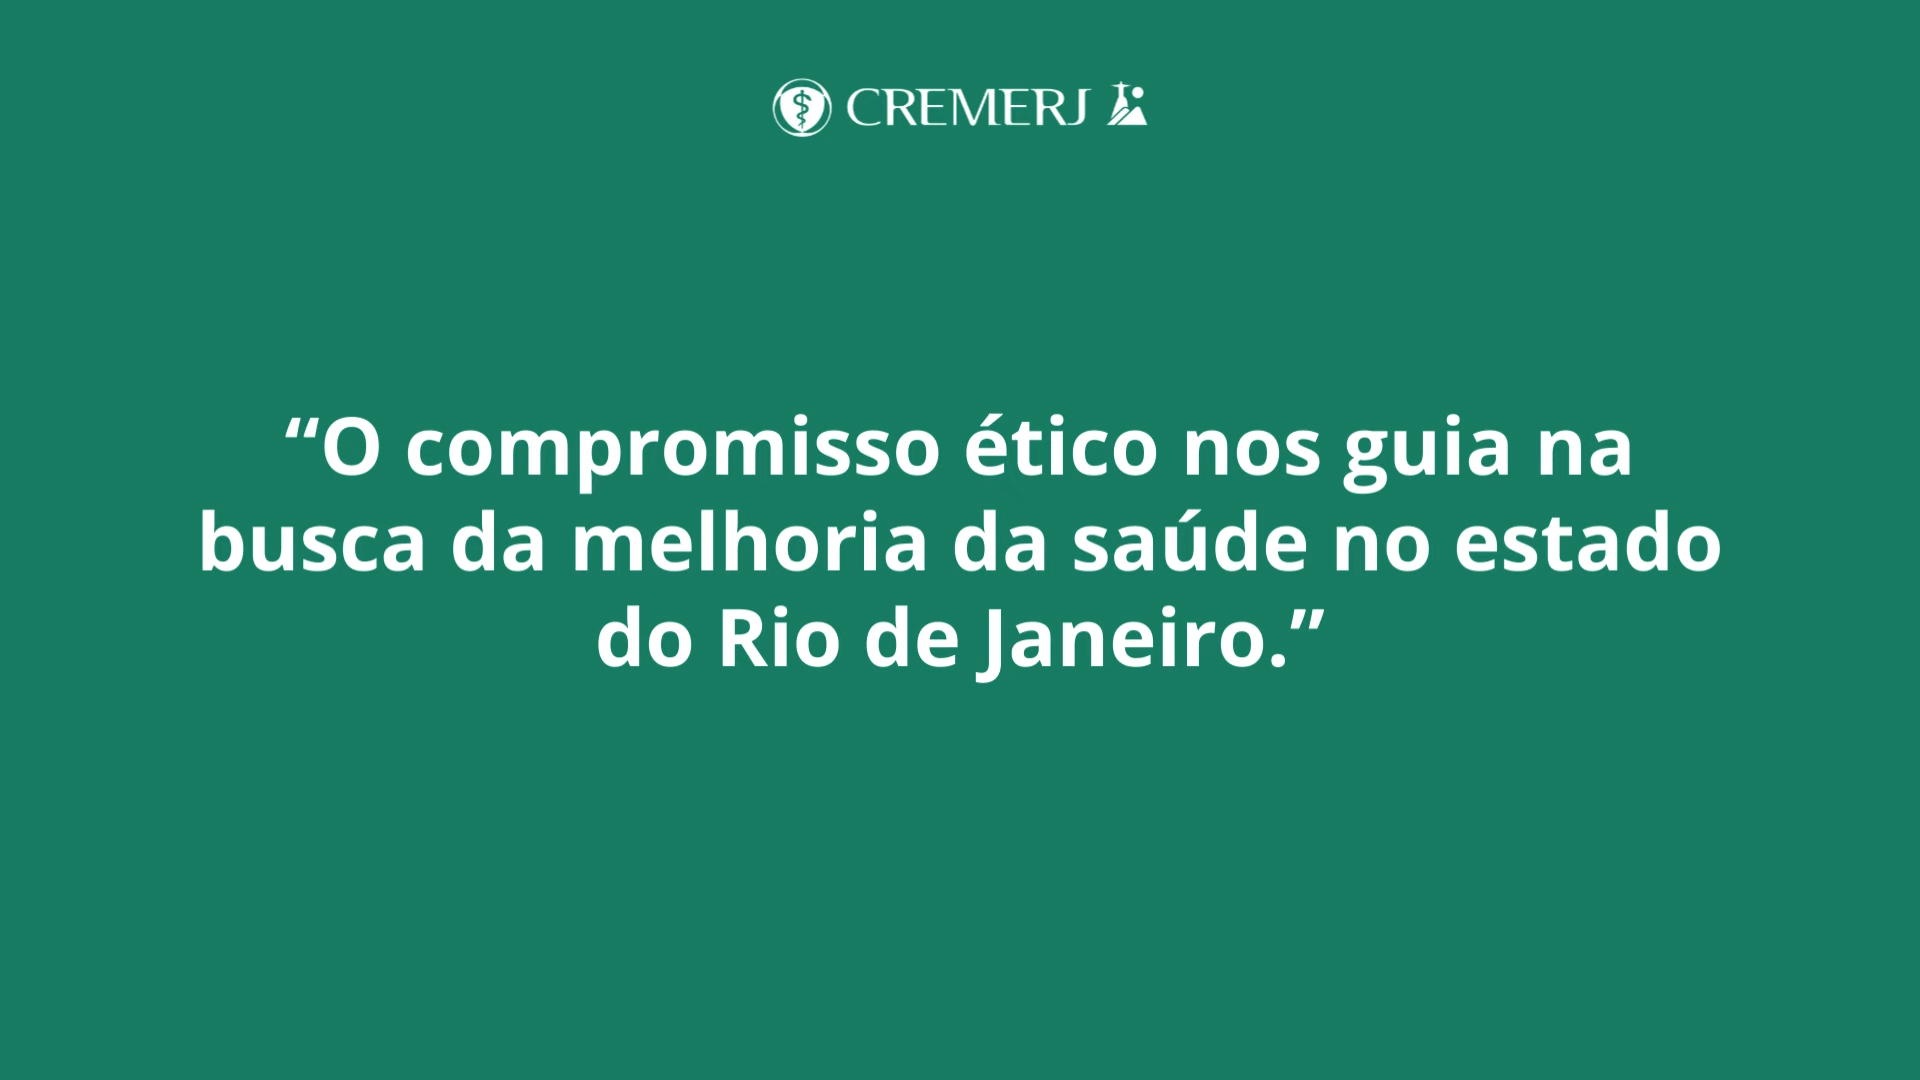 CREMERJ
“O compromisso ético nos guia na
busca da melhoria da saúde no estado
do Rio de Janeiro.”